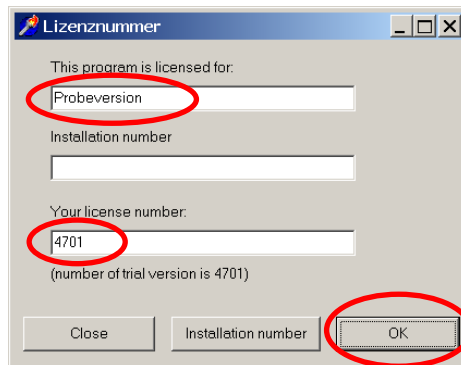 Lizenznummer
This program is licensed for:
Probeversion
Installation number
Your license number:
4701
(number of trial version is 4701)
Close Installation number OK